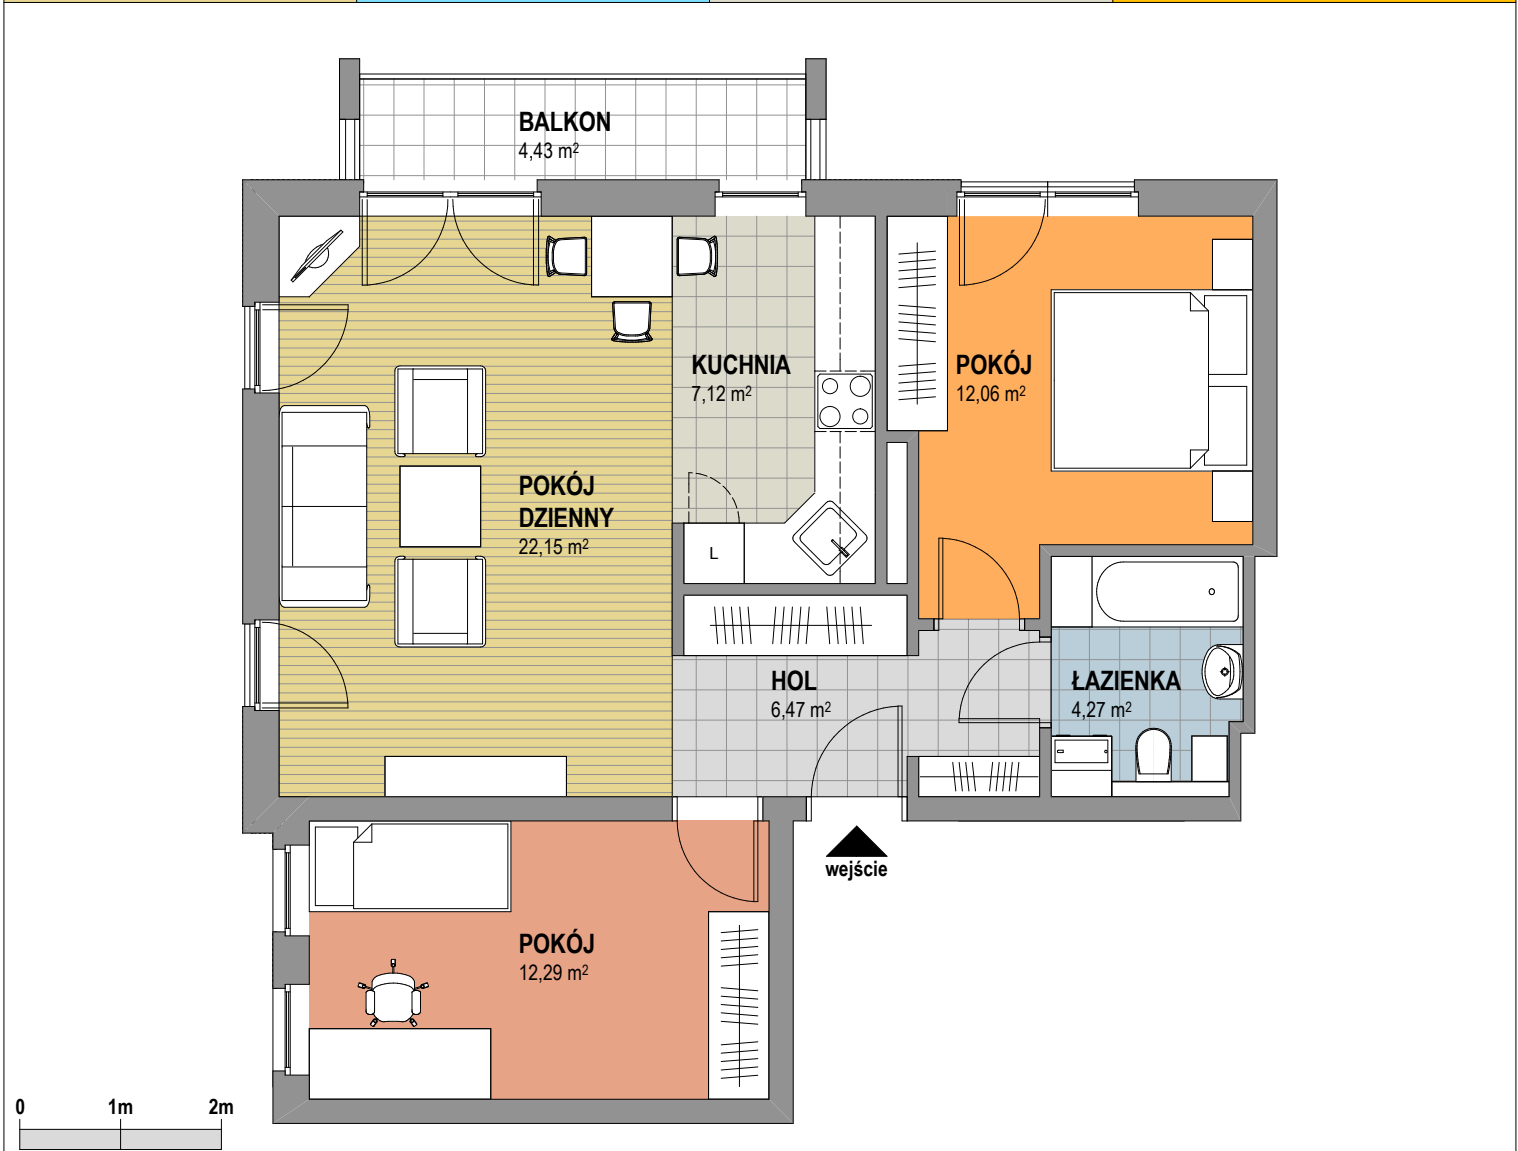 BALKON
4,43 m²
KUCHNIA
7,12 m²
POKÓJ
12,06 m²
POKÓJ
DZIENNY
22,15 m²
L
HOL
6,47 m²
ŁAZIENKA
4,27 m²
wejście
POKÓJ
12,29 m²
0 1m 2m